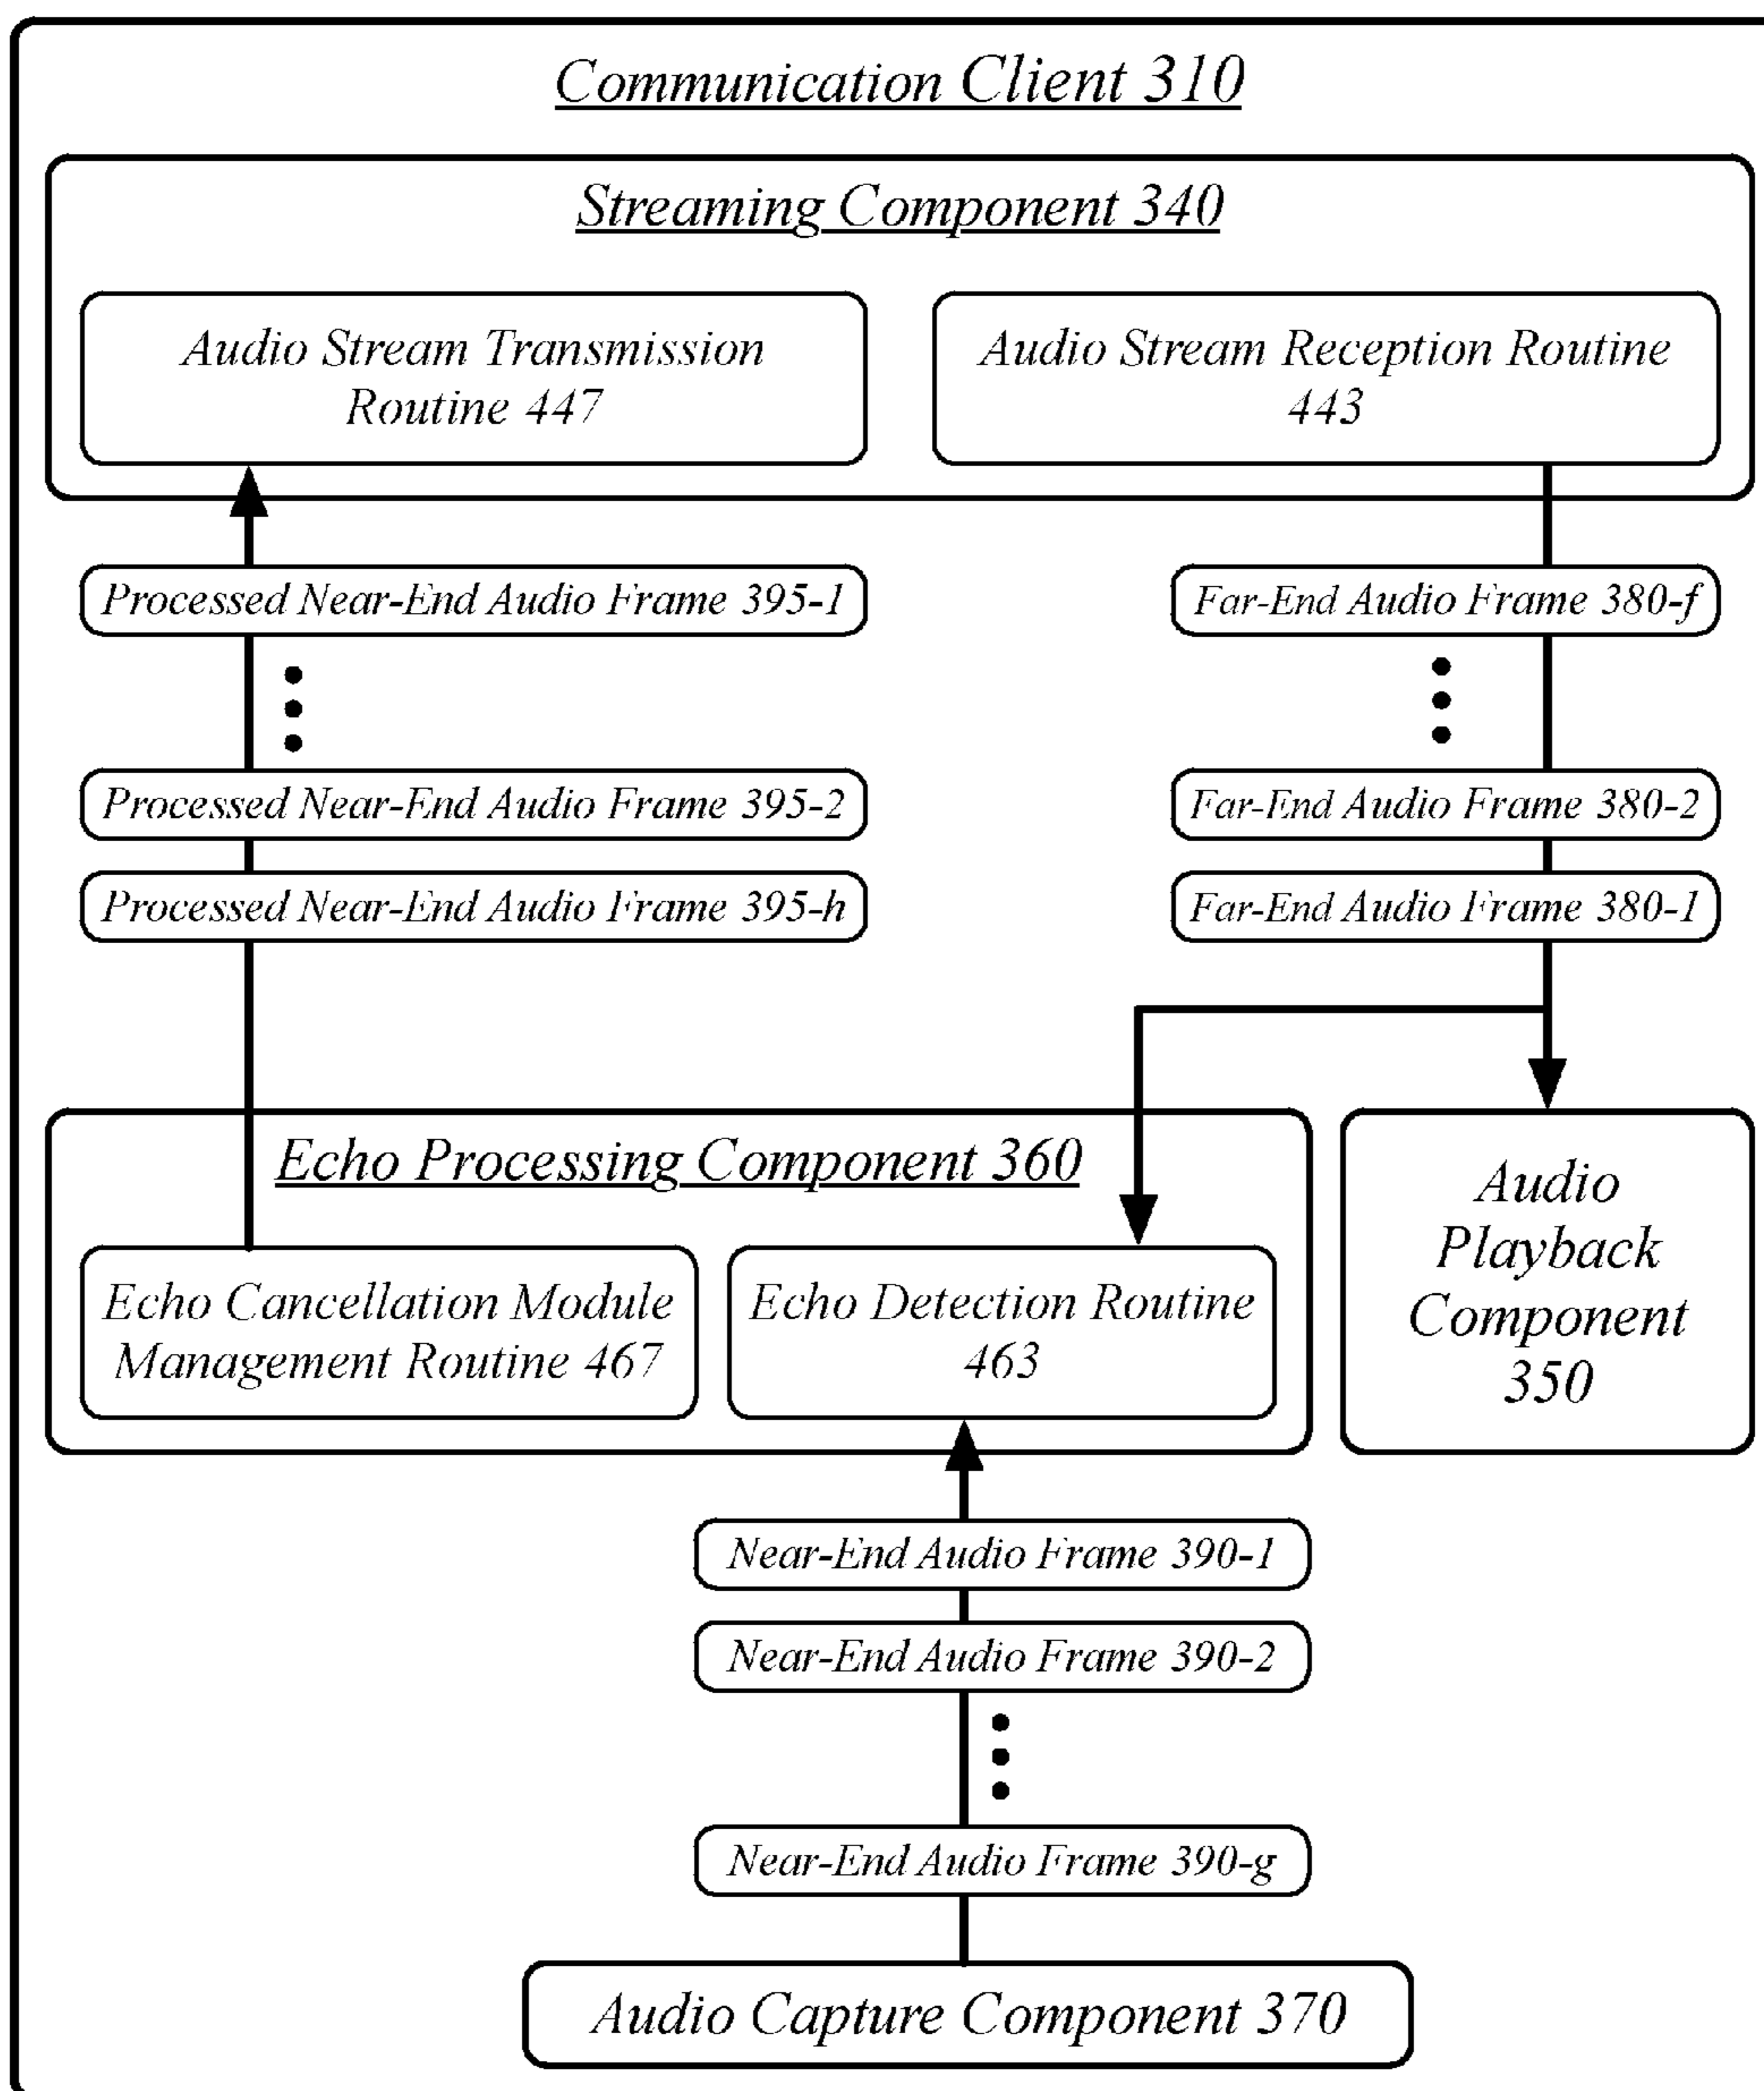 Communication Client 310
Streaming Component 340
Audio Stream Transmission
Routine 447
Audio Stream Reception Routine
443
Processed Near-End Audio Frame 395-1
Far-End Audio Frame 380-f
Processed Near-End Audio Frame 395-2
Far-End Audio Frame 380-2
Processed Near-End Audio Frame 395-h
Far-End Audio Frame 380-1
Echo Processing Component 360
Echo Cancellation Module
Management Routine 467
Echo Detection Routine
463
Audio
Playback
Component
350
Near-End Audio Frame 390-1
Near-End Audio Frame 390-2
Near-End Audio Frame 390-g
Audio Capture Component 370